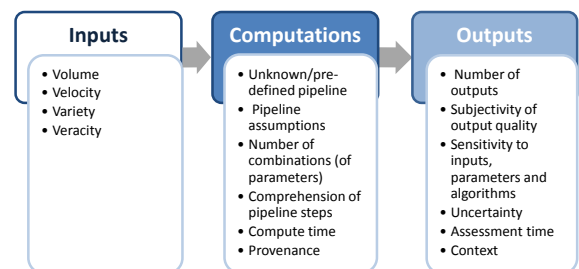 Inputs
• Volume
• Velocity
• Variety
• Veracity
Computations
• Unknown/pre-
defined pipeline
• Pipeline
assumptions
• Number of
combinations (of
parameters)
• Comprehension of
pipeline steps
• Compute time
• Provenance
Outputs
• Number of
outputs
• Subjectivity of
output quality
• Sensitivity to
inputs,
parameters and
algorithms
• Uncertainty
• Assessment time
• Context